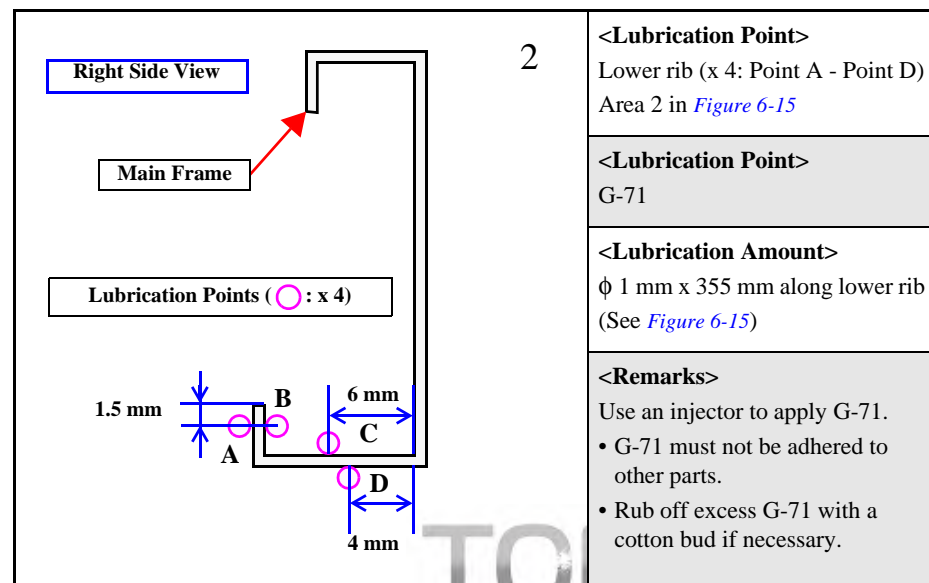 Right Side View
2
Main Frame
Lubrication Points ( : x 4)
1.5 mm
B
6 mm
C
A
D
4 mm
<Lubrication Point>
Lower rib (x 4: Point A - Point D)
Area 2 in Figure 6-15
<Lubrication Point>
G-71
<Lubrication Amount>
ϕ 1 mm x 355 mm along lower rib
(See Figure 6-15)
<Remarks>
Use an injector to apply G-71.
• G-71 must not be adhered to
other parts.
• Rub off excess G-71 with a
cotton bud if necessary.